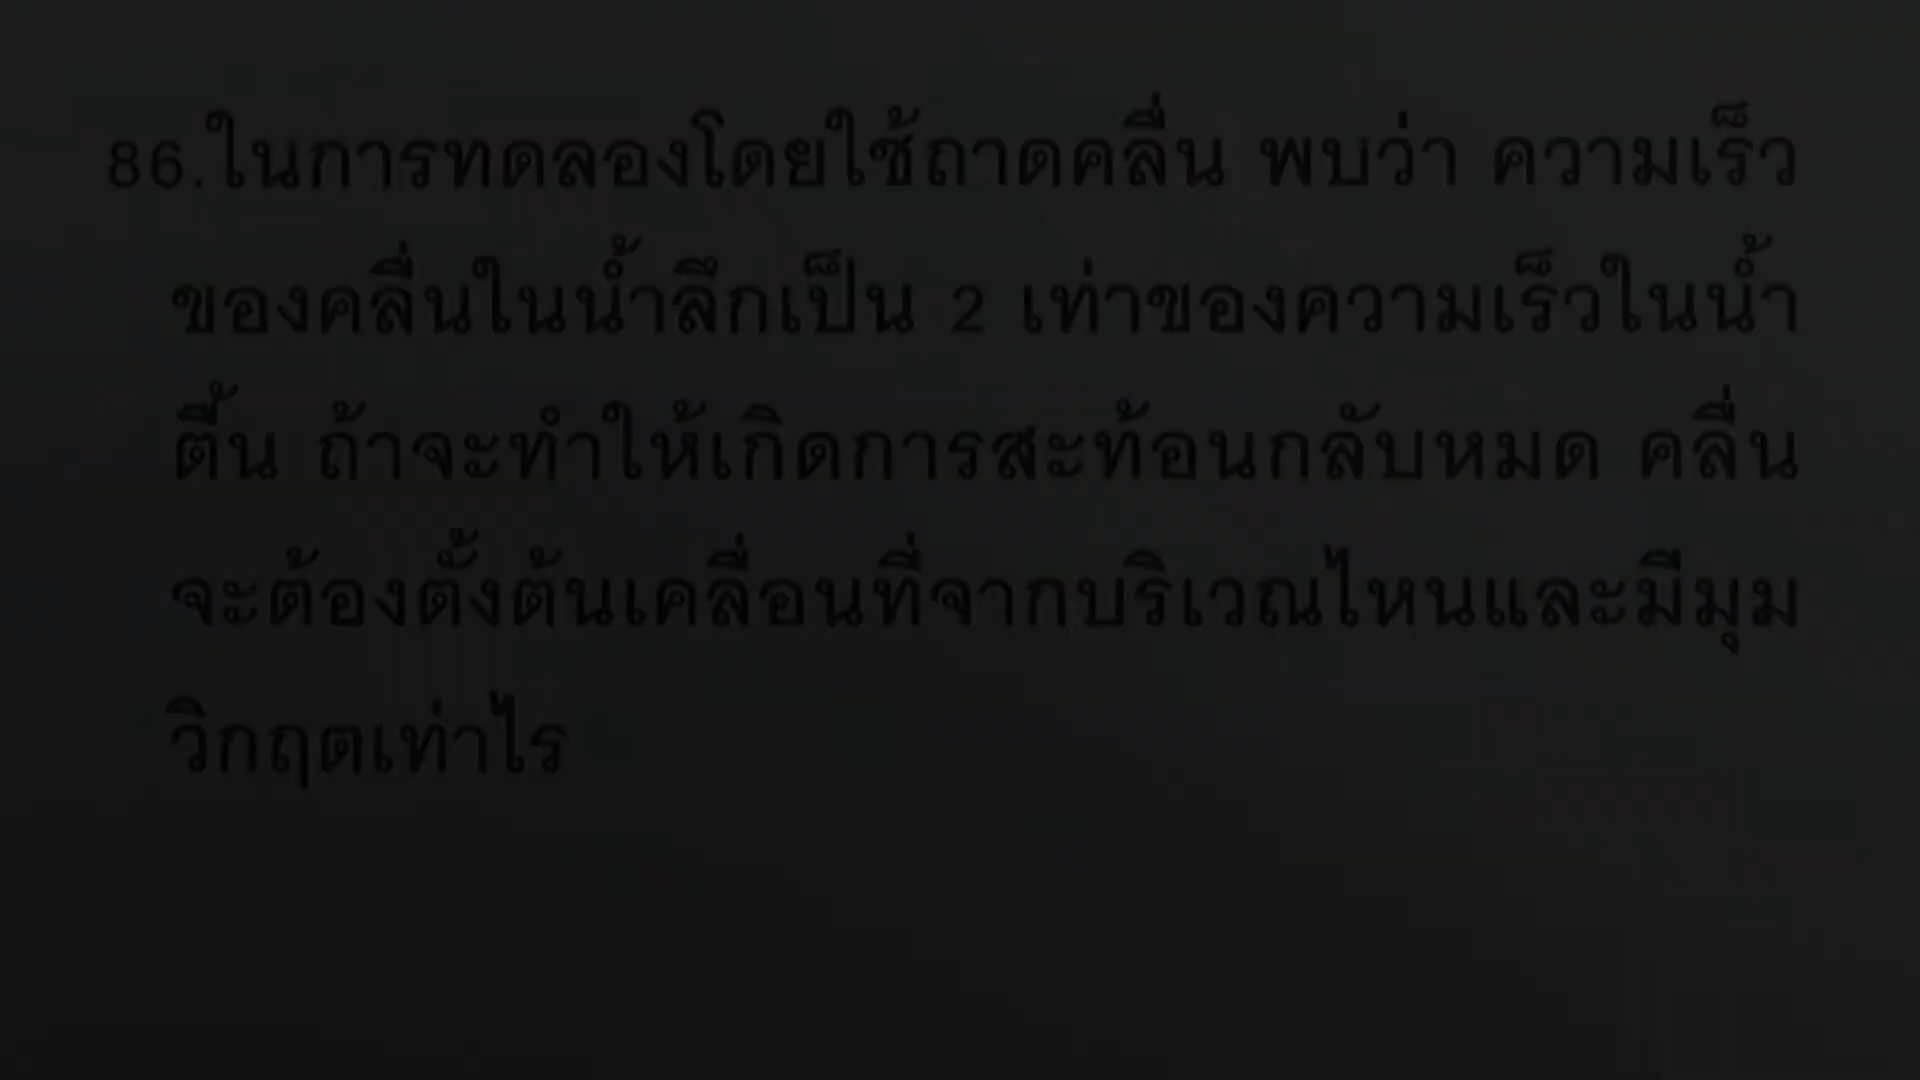 86.ในการทดลองโดยใช้ถาดคลื่น พบว่า ความเร็ว
ของคลื่นในน้ำลึกเป็น 2 เท่าของความเร็วในน้ำ
ตื้น ถ้าจะทำให้เกิดการสะท้อนกลับหมด คลื่น
จะต้องตั้งต้นเคลื่อนที่จากบริเวณไหนและมีมุม
วิกฤตเท่าไร